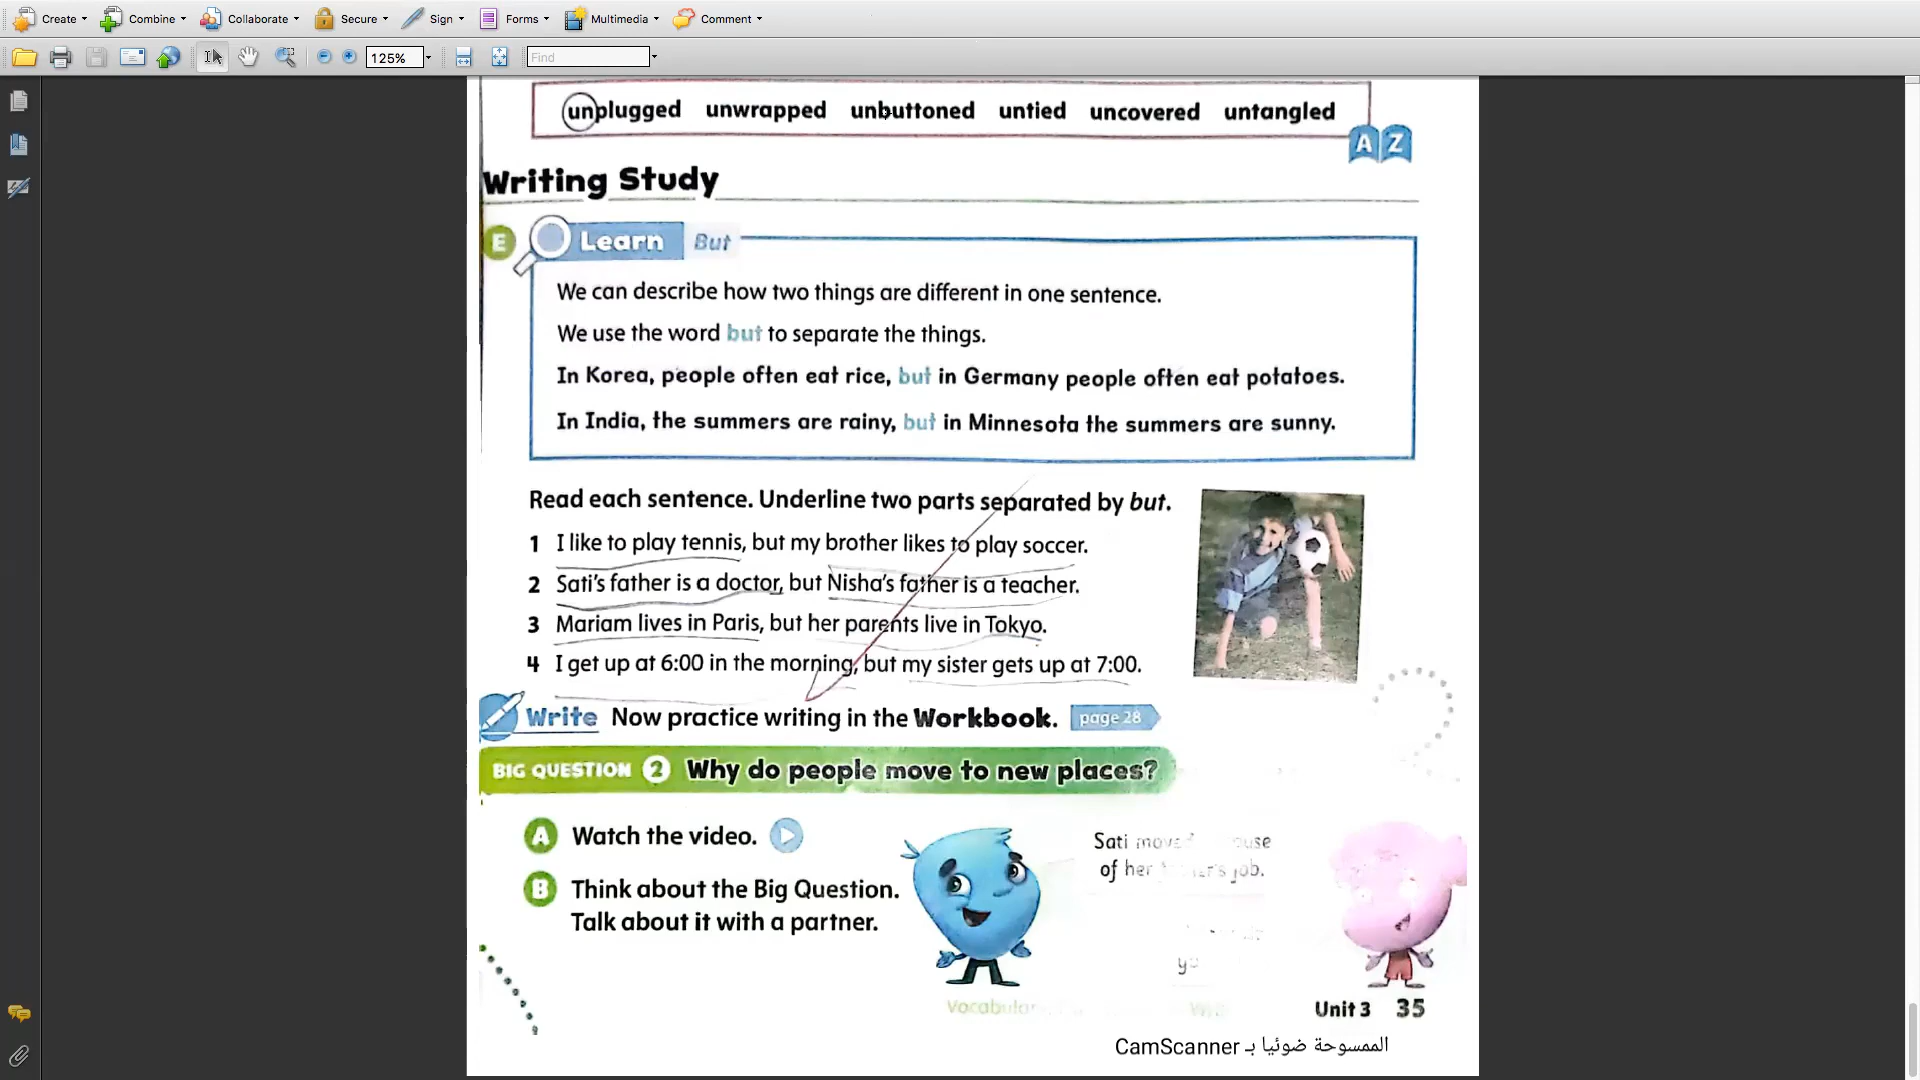 Create Combine Collaborate Secure Sign Forms Multimedia Comment
125% Find
unplugged unwrapped unbuttoned untied uncovered untangled
A Z
Writing Study
E Learn But
We can describe how two things are different in one sentence.
We use the word but to separate the things.
In Korea, people often eat rice, but in Germany people often eat potatoes.
In India, the summers are rainy, but in Minnesota the summers are sunny.
Read each sentence. Underline two parts separated by but.
1 I like to play tennis, but my brother likes to play soccer.
2 Sati's father is a doctor, but Nisha's father is a teacher.
3 Mariam lives in Paris, but her parents live in Tokyo.
4 I get up at 6:00 in the morning, but my sister gets up at 7:00.
Write Now practice writing in the Workbook. page 28
BIG QUESTION 2 Why do people move to new places?
A Watch the video.
B Think about the Big Question.
Talk about it with a partner.
Sati
of her job.
Unit 3 35
الممسوحة ضوئيا بـ CamScanner